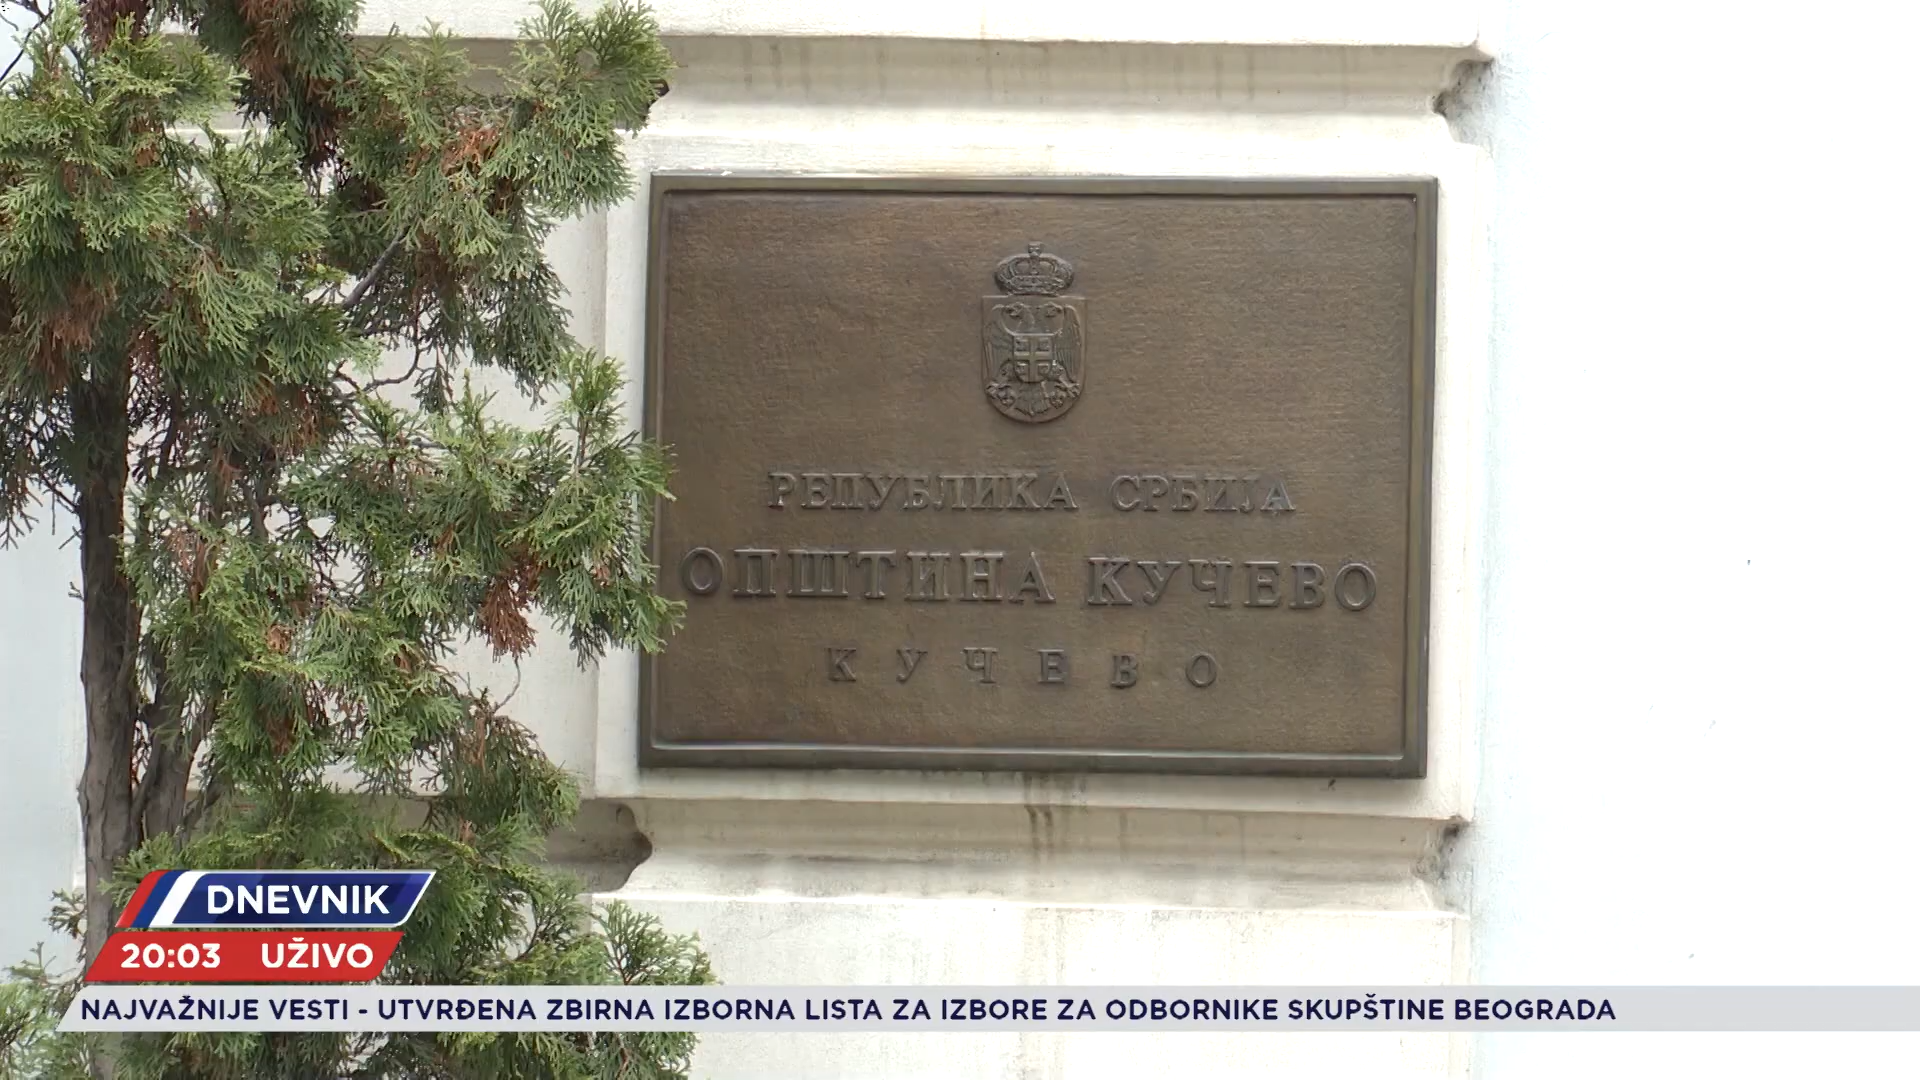 РЕПУБЛИКА СРБИЈА
ОПШТИНА КУЧЕВО
КУЧЕВО
DNEVNIK
20:03 UŽIVO
NAJVAŽNIJE VESTI - UTVRĐENA ZBIRNA IZBORNA LISTA ZA IZBORE ZA ODBORNIKE SKUPŠTINE BEOGRADA